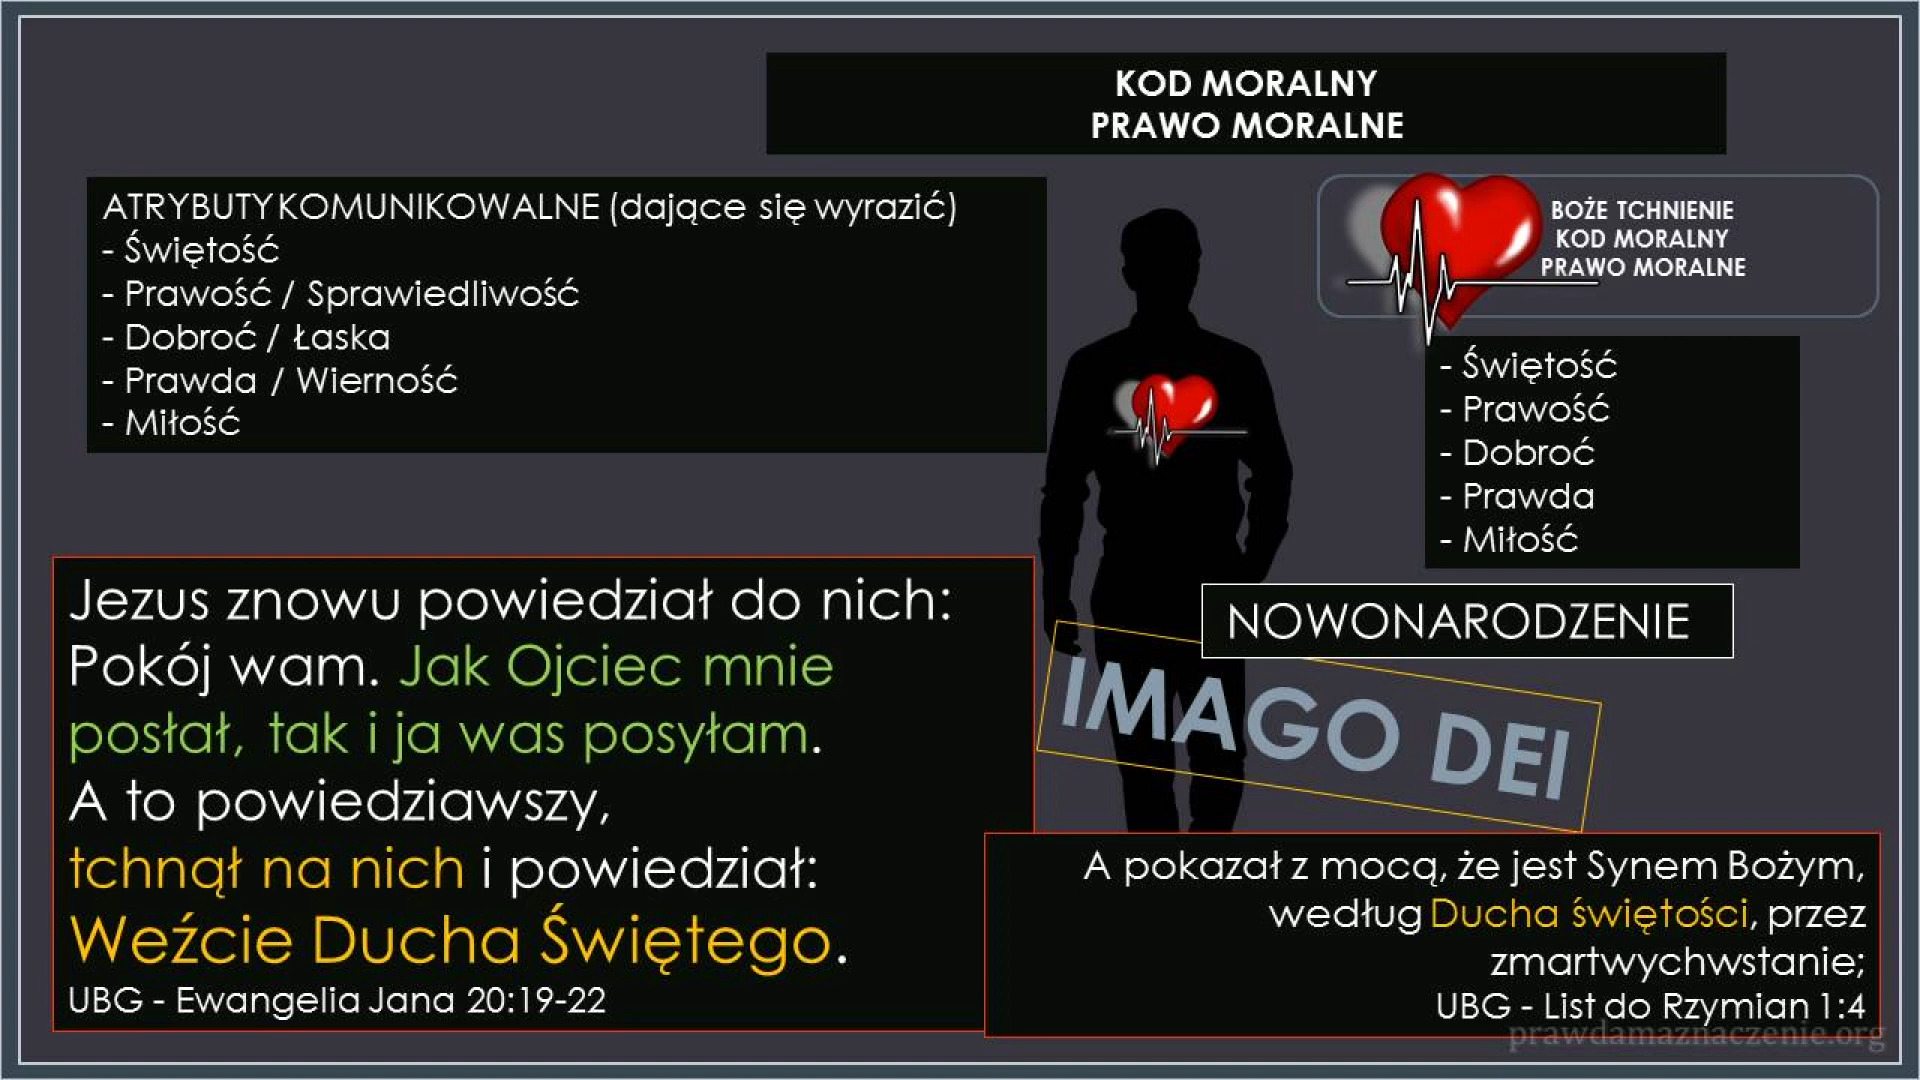 KOD MORALNY
PRAWO MORALNE
ATRYBUTY KOMUNIKOWALNE (dające się wyrazić)
- Świętość
- Prawość / Sprawiedliwość
- Dobroć / Łaska
- Prawda / Wierność
- Miłość
BOŻE TCHNIENIE
KOD MORALNY
PRAWO MORALNE
- Świętość
- Prawość
- Dobroć
- Prawda
- Miłość
NOWONARODZENIE
IMAGO DEI
Jezus znowu powiedział do nich:
Pokój wam. Jak Ojciec mnie
posłał, tak i ja was posyłam.
A to powiedziawszy,
tchnął na nich i powiedział:
Weźcie Ducha Świętego.
UBG - Ewangelia Jana 20:19-22
A pokazał z mocą, że jest Synem Bożym,
według Ducha świętości, przez
zmartwychwstanie;
UBG - List do Rzymian 1:4
prawdamaznaczenie.org